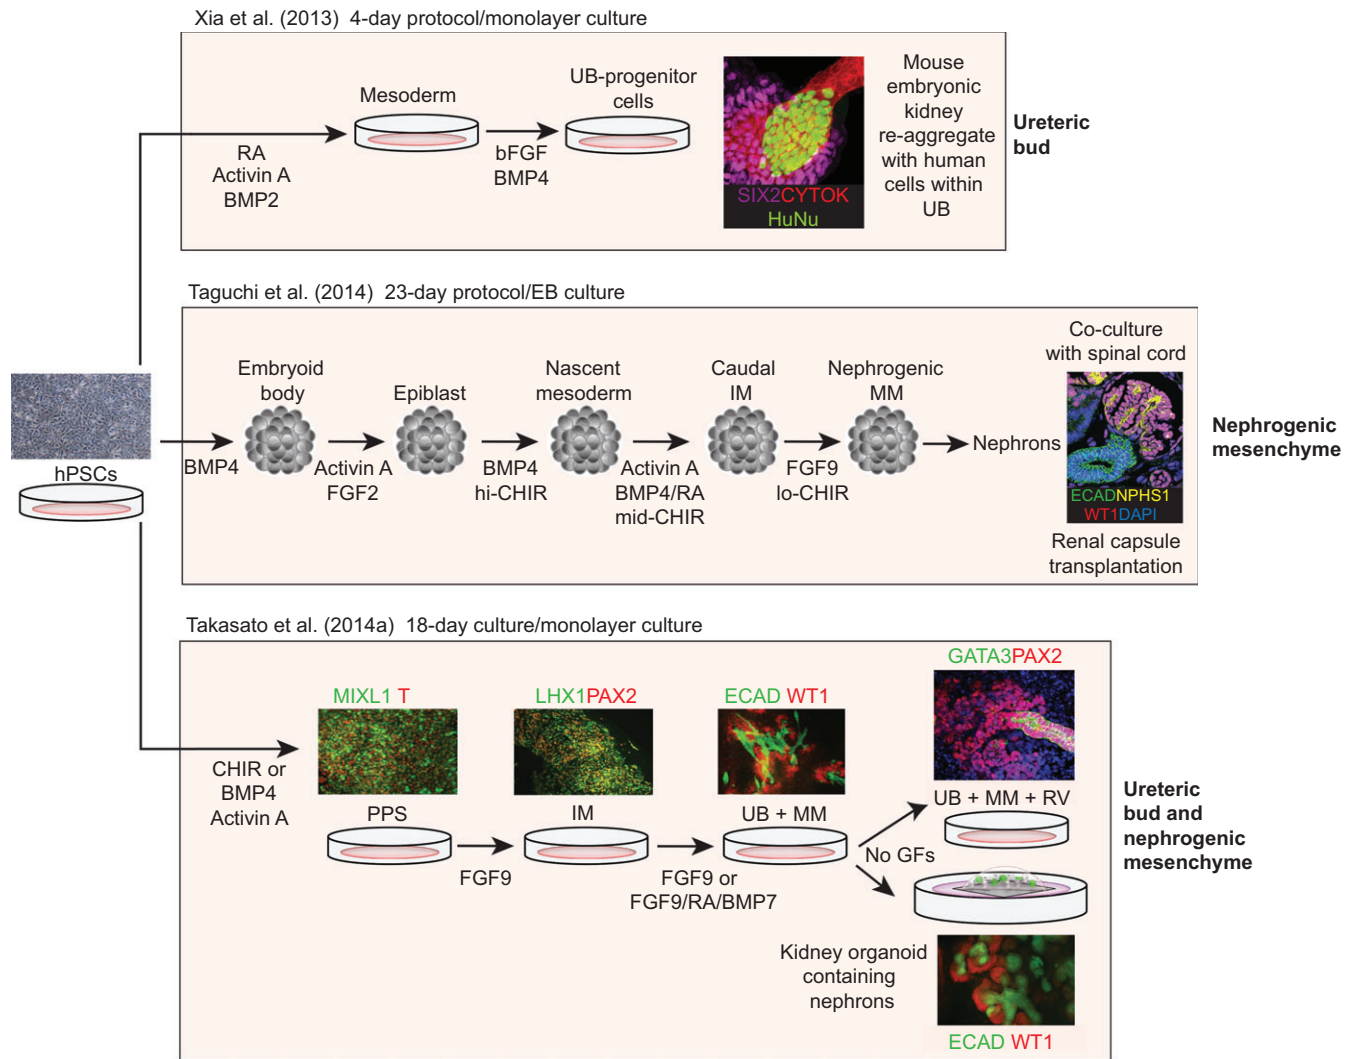 Xia et al. (2013)  4-day protocol/monolayer culture
RA
Activin A
BMP2
Mesoderm
bFGF
BMP4
UB-progenitor
cells
SIX2CYTOK
HuNu
Mouse
embryonic
kidney
re-aggregate
with human
cells within
UB
Ureteric
bud
Taguchi et al. (2014)  23-day protocol/EB culture
hPSCs
BMP4
Embryoid
body
Activin A
FGF2
Epiblast
BMP4
hi-CHIR
Nascent
mesoderm
Activin A
BMP4/RA
mid-CHIR
Caudal
IM
FGF9
lo-CHIR
Nephrogenic
MM
Nephrons
Co-culture
with spinal cord
ECADNPHS1
WT1DAPI
Renal capsule
transplantation
Nephrogenic
mesenchyme
Takasato et al. (2014a)  18-day culture/monolayer culture
CHIR or
BMP4
Activin A
MIXL1 T
PPS
FGF9
LHX1PAX2
IM
FGF9 or
FGF9/RA/BMP7
ECAD WT1
UB + MM
No GFs
GATA3PAX2
UB + MM + RV
Kidney organoid
containing
nephrons
ECAD WT1
Ureteric
bud and
nephrogenic
mesenchyme